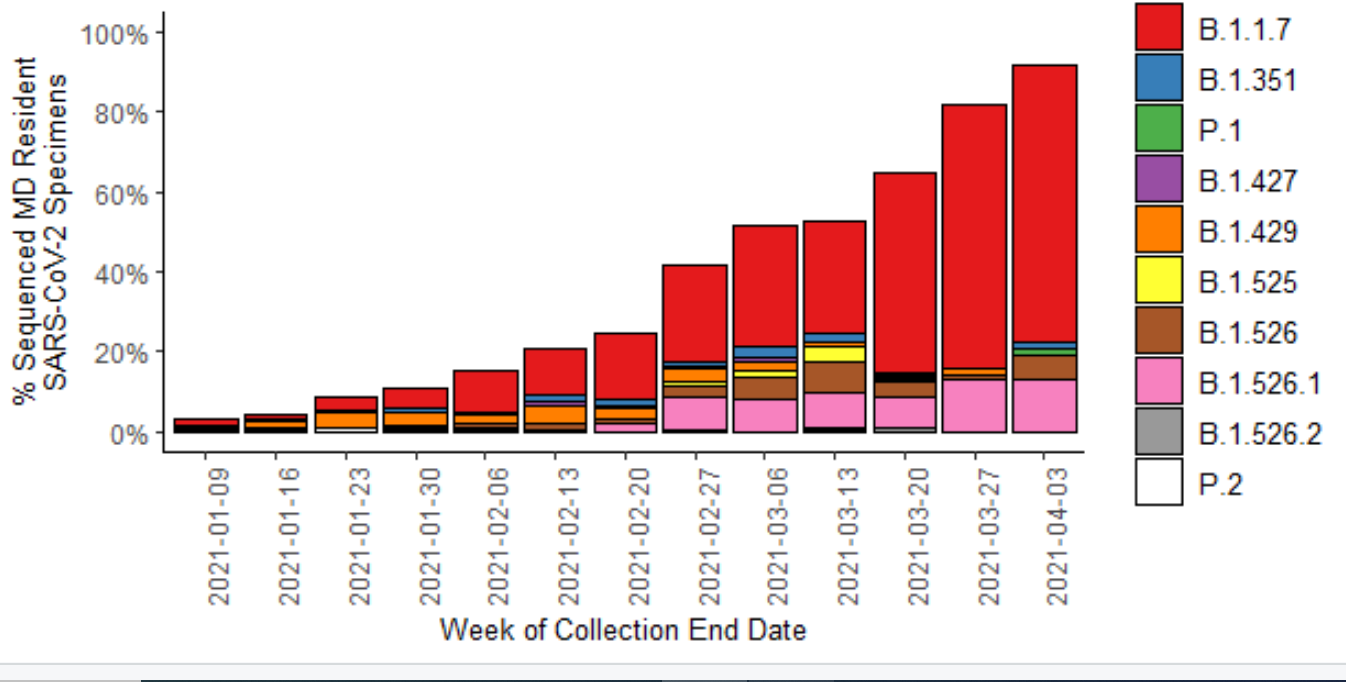 % Sequenced MD Resident
SARS-CoV-2 Specimens
100%
80%
60%
40%
20%
0%
2021-01-09
2021-01-16
2021-01-23
2021-01-30
2021-02-06
2021-02-13
2021-02-20
2021-02-27
2021-03-06
2021-03-13
2021-03-20
2021-03-27
2021-04-03
Week of Collection End Date
B.1.1.7
B.1.351
P.1
B.1.427
B.1.429
B.1.525
B.1.526
B.1.526.1
B.1.526.2
P.2